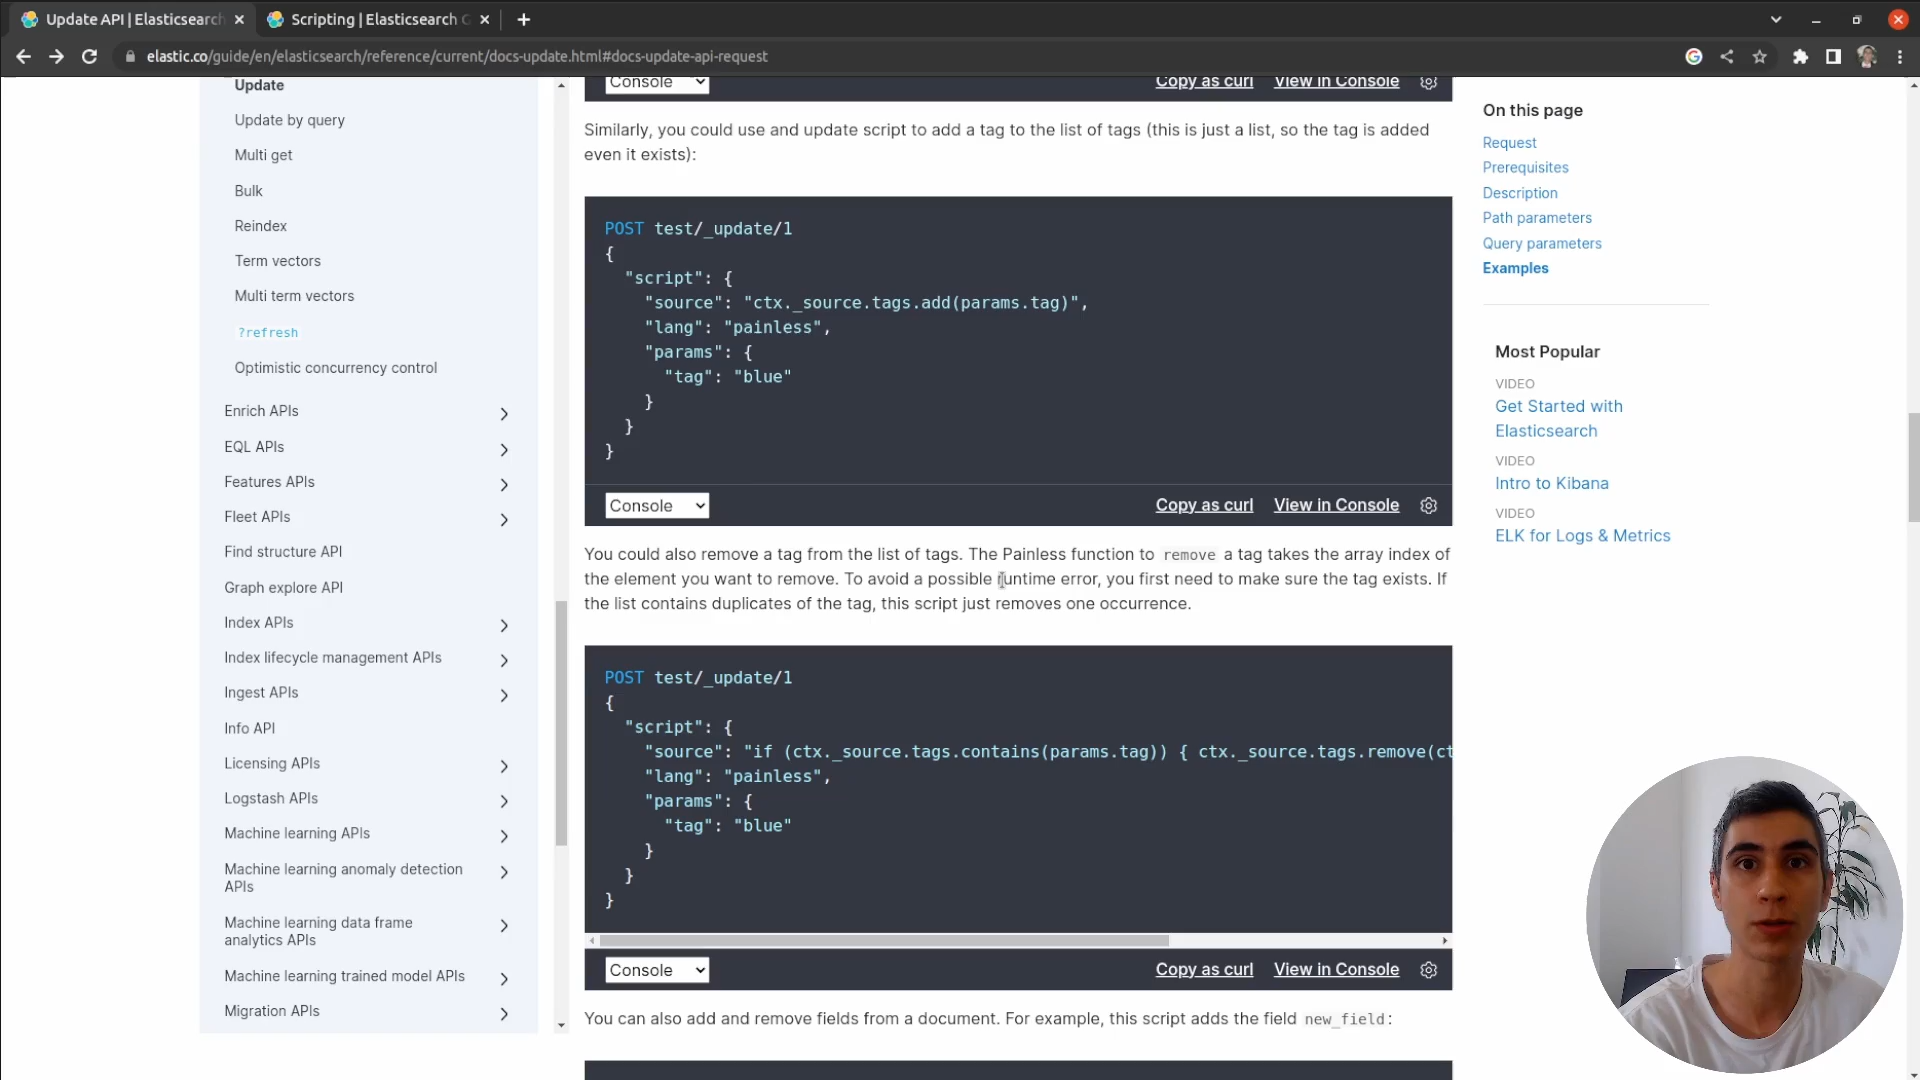 Update API | Elasticsearch
Scripting | Elasticsearch G
elastic.co/guide/en/elasticsearch/reference/current/docs-update.html#docs-update-api-request
Update
Update by query
Multi get
Bulk
Reindex
Term vectors
Multi term vectors
?refresh
Optimistic concurrency control
Enrich APIs
EQL APIs
Features APIs
Fleet APIs
Find structure API
Graph explore API
Index APIs
Index lifecycle management APIs
Ingest APIs
Info API
Licensing APIs
Logstash APIs
Machine learning APIs
Machine learning anomaly detection
APIs
Machine learning data frame
analytics APIs
Machine learning trained model APIs
Migration APIs
Console Copy as curl View in Console
Similarly, you could use and update script to add a tag to the list of tags (this is just a list, so the tag is added
even it exists):
POST test/_update/1
{
"script": {
"source": "ctx._source.tags.add(params.tag)",
"lang": "painless",
"params": {
"tag": "blue"
}
}
}
Console Copy as curl View in Console
You could also remove a tag from the list of tags. The Painless function to remove a tag takes the array index of
the element you want to remove. To avoid a possible runtime error, you first need to make sure the tag exists. If
the list contains duplicates of the tag, this script just removes one occurrence.
POST test/_update/1
{
"script": {
"source": "if (ctx._source.tags.contains(params.tag)) { ctx._source.tags.remove(ct
"lang": "painless",
"params": {
"tag": "blue"
}
}
}
Console Copy as curl View in Console
You can also add and remove fields from a document. For example, this script adds the field new_field:
On this page
Request
Prerequisites
Description
Path parameters
Query parameters
Examples
Most Popular
VIDEO
Get Started with
Elasticsearch
VIDEO
Intro to Kibana
VIDEO
ELK for Logs & Metrics